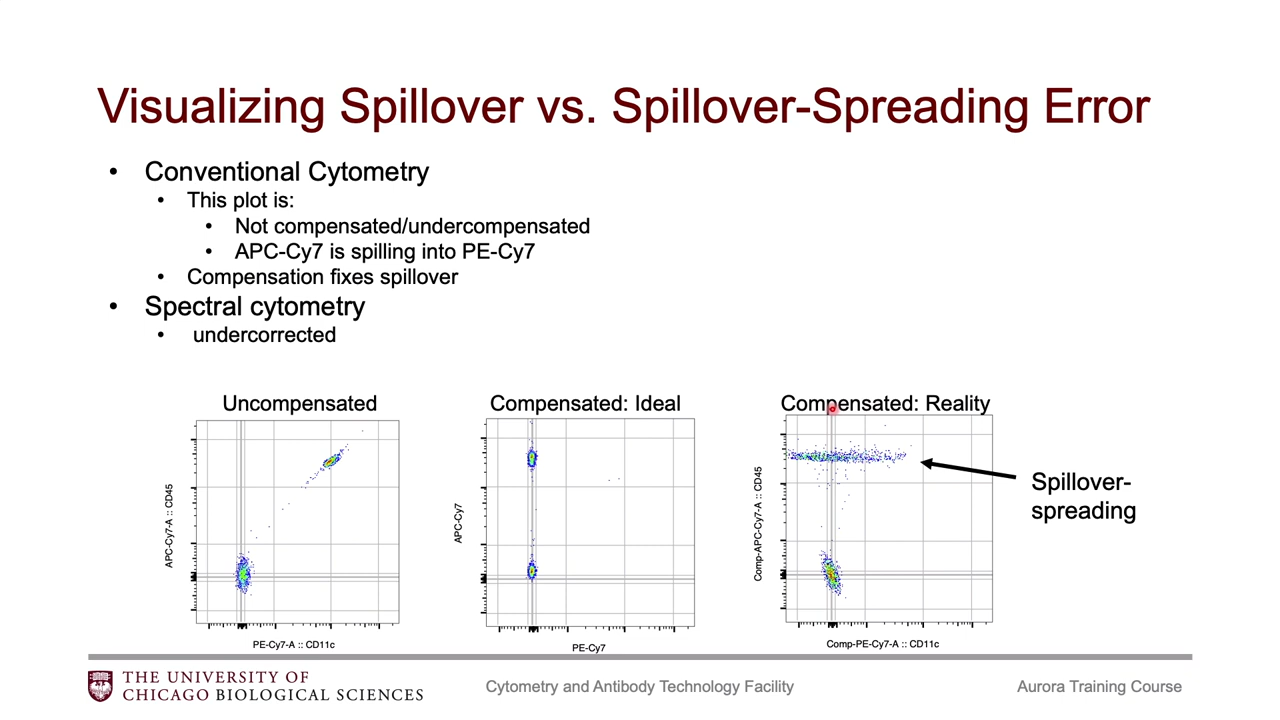 Visualizing Spillover vs. Spillover-Spreading Error
• Conventional Cytometry
• This plot is:
• Not compensated/undercompensated
• APC-Cy7 is spilling into PE-Cy7
• Compensation fixes spillover
• Spectral cytometry
• undercorrected
Uncompensated
APC-Cy7-A :: CD45
PE-Cy7-A :: CD11c
Compensated: Ideal
APC-Cy7
PE-Cy7
Compensated: Reality
Comp-APC-Cy7-A :: CD45
Comp-PE-Cy7-A :: CD11c
Spillover-
spreading
THE UNIVERSITY OF
CHICAGO BIOLOGICAL SCIENCES
Cytometry and Antibody Technology Facility
Aurora Training Course